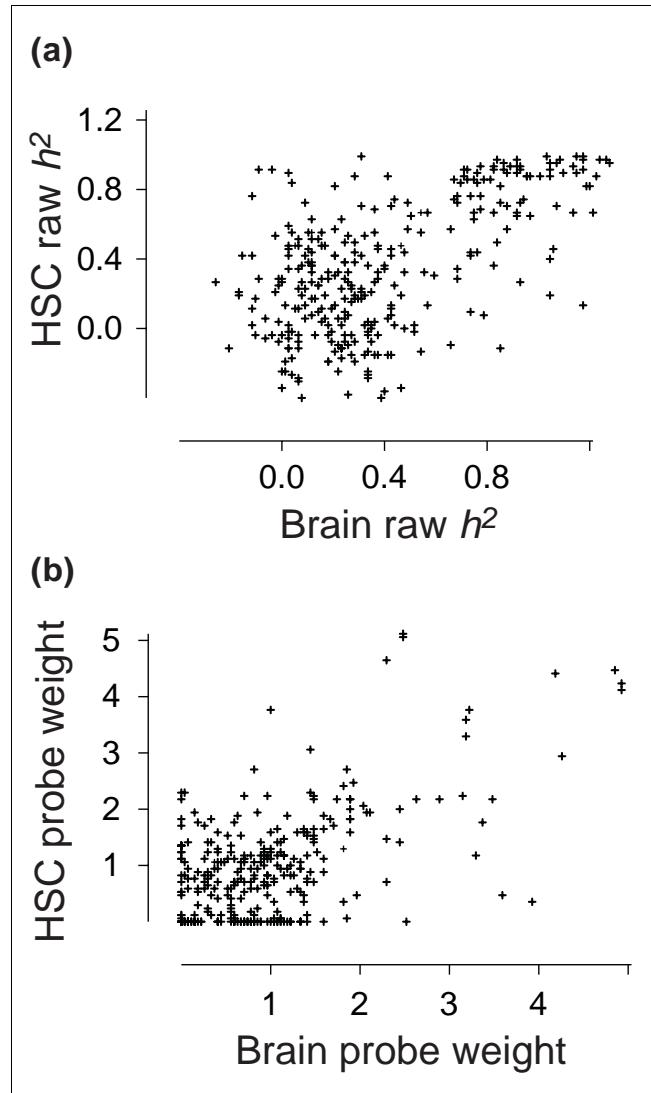 (a)
HSC raw h²
1.2
0.8
0.4
0.0
0.0 0.4 0.8
Brain raw h²
(b)
HSC probe weight
5
4
3
2
1
1 2 3 4
Brain probe weight